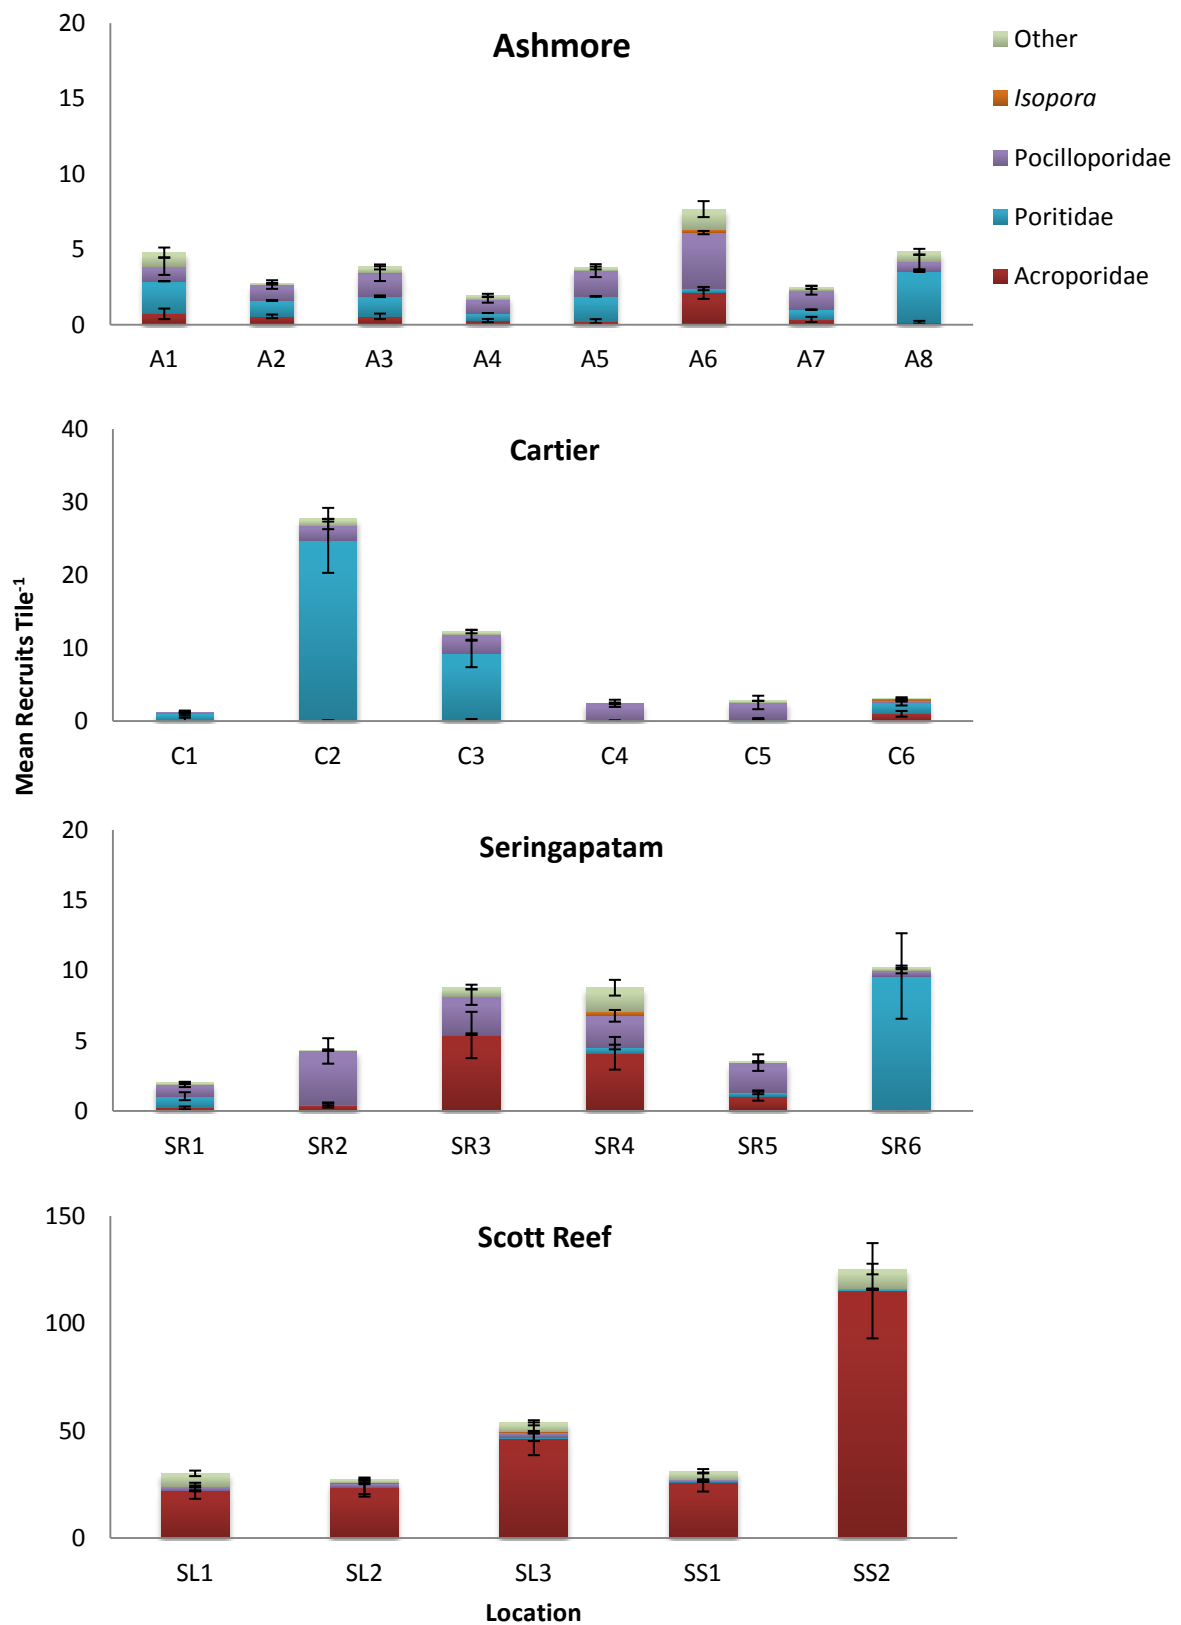 Ashmore
20
15
10
5
0
A1 A2 A3 A4 A5 A6 A7 A8
Other
Isopora
Pocilloporidae
Poritidae
Acroporidae
Mean Recruits Tile⁻¹
Cartier
40
30
20
10
0
C1 C2 C3 C4 C5 C6
Seringapatam
20
15
10
5
0
SR1 SR2 SR3 SR4 SR5 SR6
Scott Reef
150
100
50
0
SL1 SL2 SL3 SS1 SS2
Location